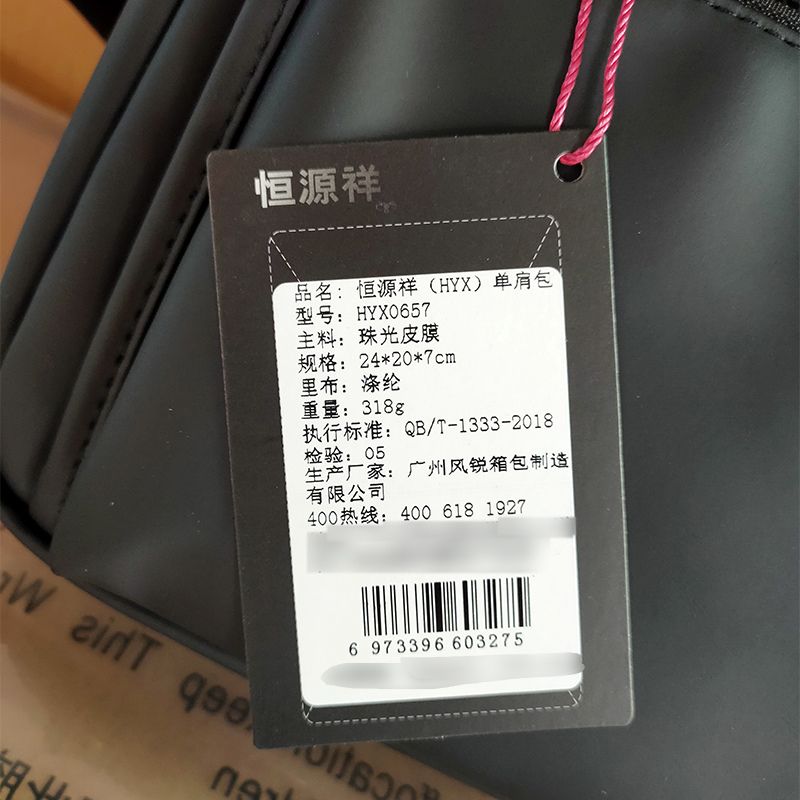 恒源祥
品名：恒源祥（HYX）单肩包
型号：HYX0657
主料：珠光皮膜
规格：24*20*7cm
里布：涤纶
重量：318g
执行标准：QB/T-1333-2018
检验：05
生产厂家：广州风锐箱包制造
有限公司
400热线：400 618 1927
6 973396 603275
This W
keep